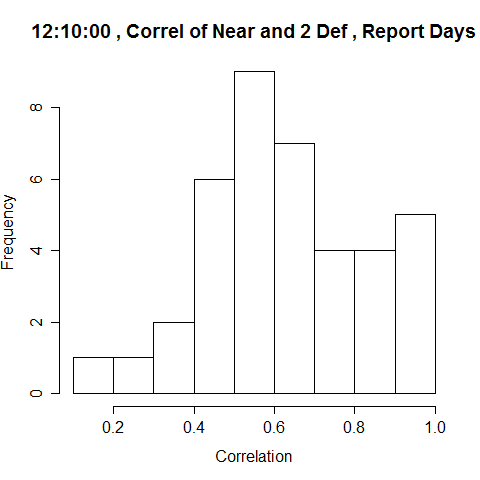 12:10:00 , Correl of Near and 2 Def , Report Days
Frequency
8
6
4
2
0
0.2 0.4 0.6 0.8 1.0
Correlation